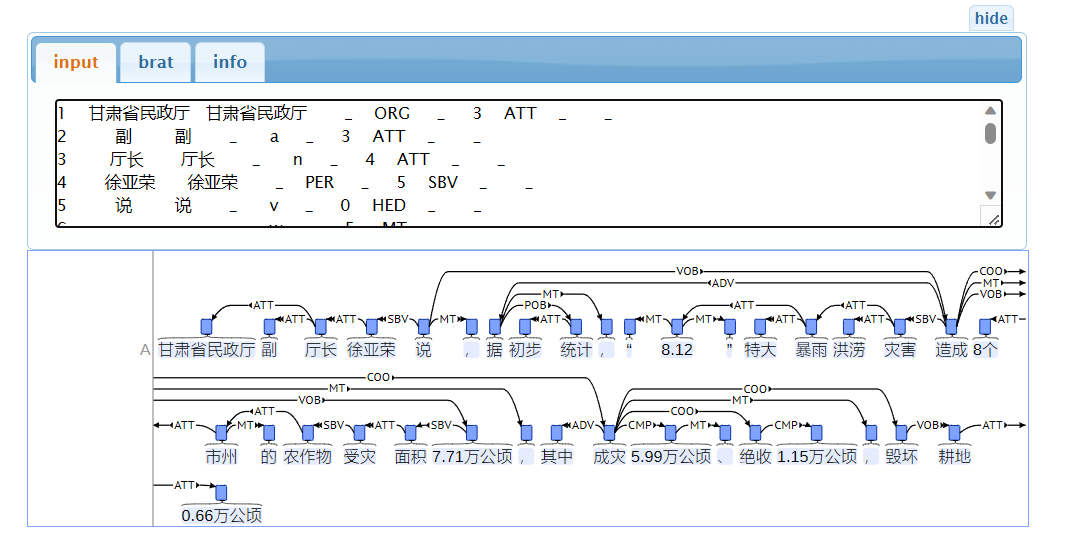 hide
input brat info
1 甘肃省民政厅 甘肃省民政厅 _ ORG _ 3 ATT _ _
2 副 副 _ a _ 3 ATT _ _
3 厅长 厅长 _ n _ 4 ATT _ _
4 徐亚荣 徐亚荣 _ PER _ 5 SBV _ _
5 说 说 _ v _ 0 HED _ _
VOB COO
ADV MT
MT VOB
ATT POB ATT ATT
ATT ATT SBV MT ATT MT MT ATT ATT SBV ATT
A 甘肃省民政厅 副 厅长 徐亚荣 说 , 据 初步 统计 , “ 8.12 ” 特大 暴雨 洪涝 灾害 造成 8个
COO
MT COO
VOB MT
ATT COO
ATT MT SBV ATT SBV ADV CMP MT CMP VOB ATT
市州 的 农作物 受灾 面积 7.71万公顷 , 其中 成灾 5.99万公顷 、 绝收 1.15万公顷 , 毁坏 耕地
ATT
0.66万公顷